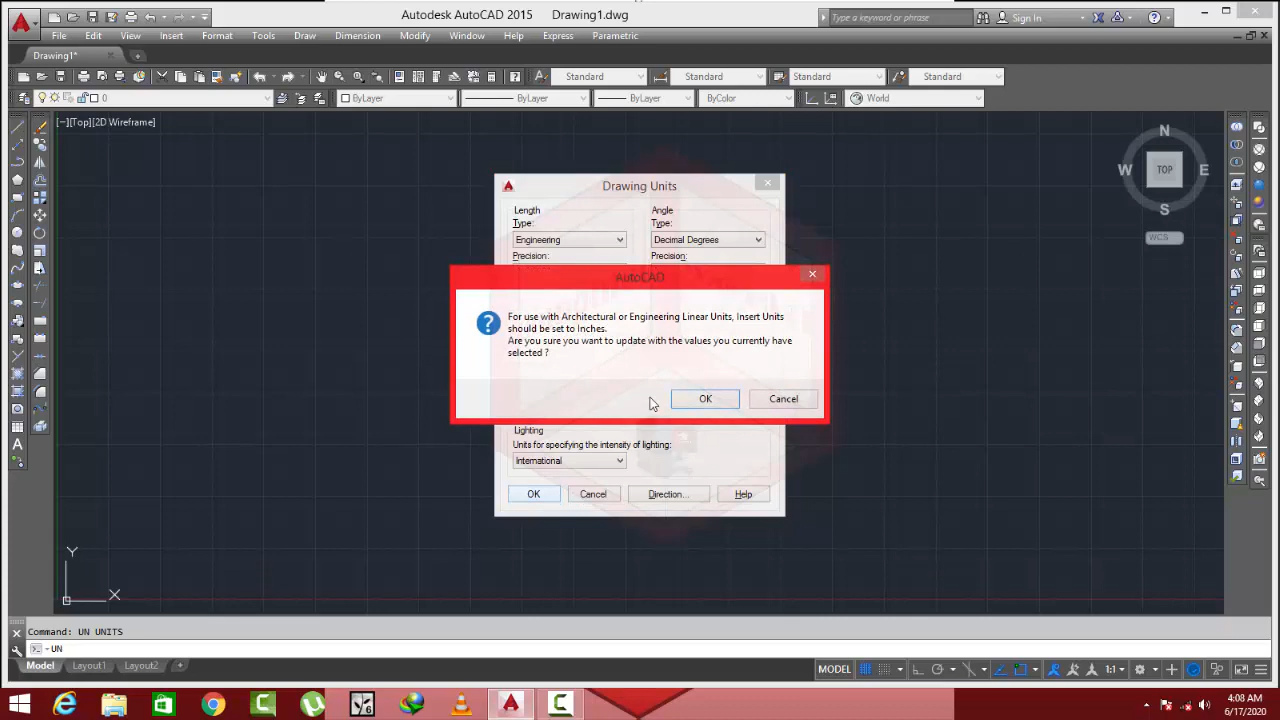 Autodesk AutoCAD 2015 Drawing1.dwg
Type a keyword or phrase
Sign In
File Edit View Insert Format Tools Draw Dimension Modify Window Help Express Parametric
Drawing1*
Standard Standard Standard Standard
0 ByLayer ByLayer ByLayer ByColor World
[−][Top][2D Wireframe]
N
W TOP E
S
WCS
Drawing Units
Length Angle
Type: Type:
Engineering Decimal Degrees
Precision: Precision:
AutoCAD
For use with Architectural or Engineering Linear Units, Insert Units
should be set to Inches.
Are you sure you want to update with the values you currently have
selected ?
OK Cancel
Lighting
Units for specifying the intensity of lighting:
International
OK Cancel Direction... Help
Y
X
Command: UN UNITS
UN
Model Layout1 Layout2
MODEL 1:1
4:08 AM
6/17/2020